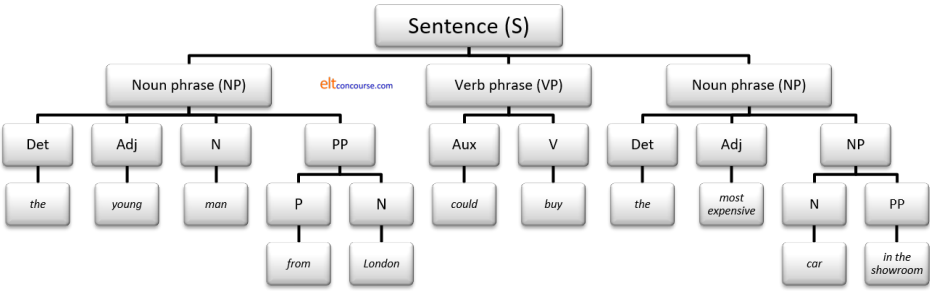 Sentence (S)
Noun phrase (NP)
eltconcourse.com
Verb phrase (VP)
Noun phrase (NP)
Det
Adj
N
PP
Aux
V
Det
Adj
NP
the
young
man
P
N
could
buy
the
most
expensive
N
PP
from
London
car
in the
showroom